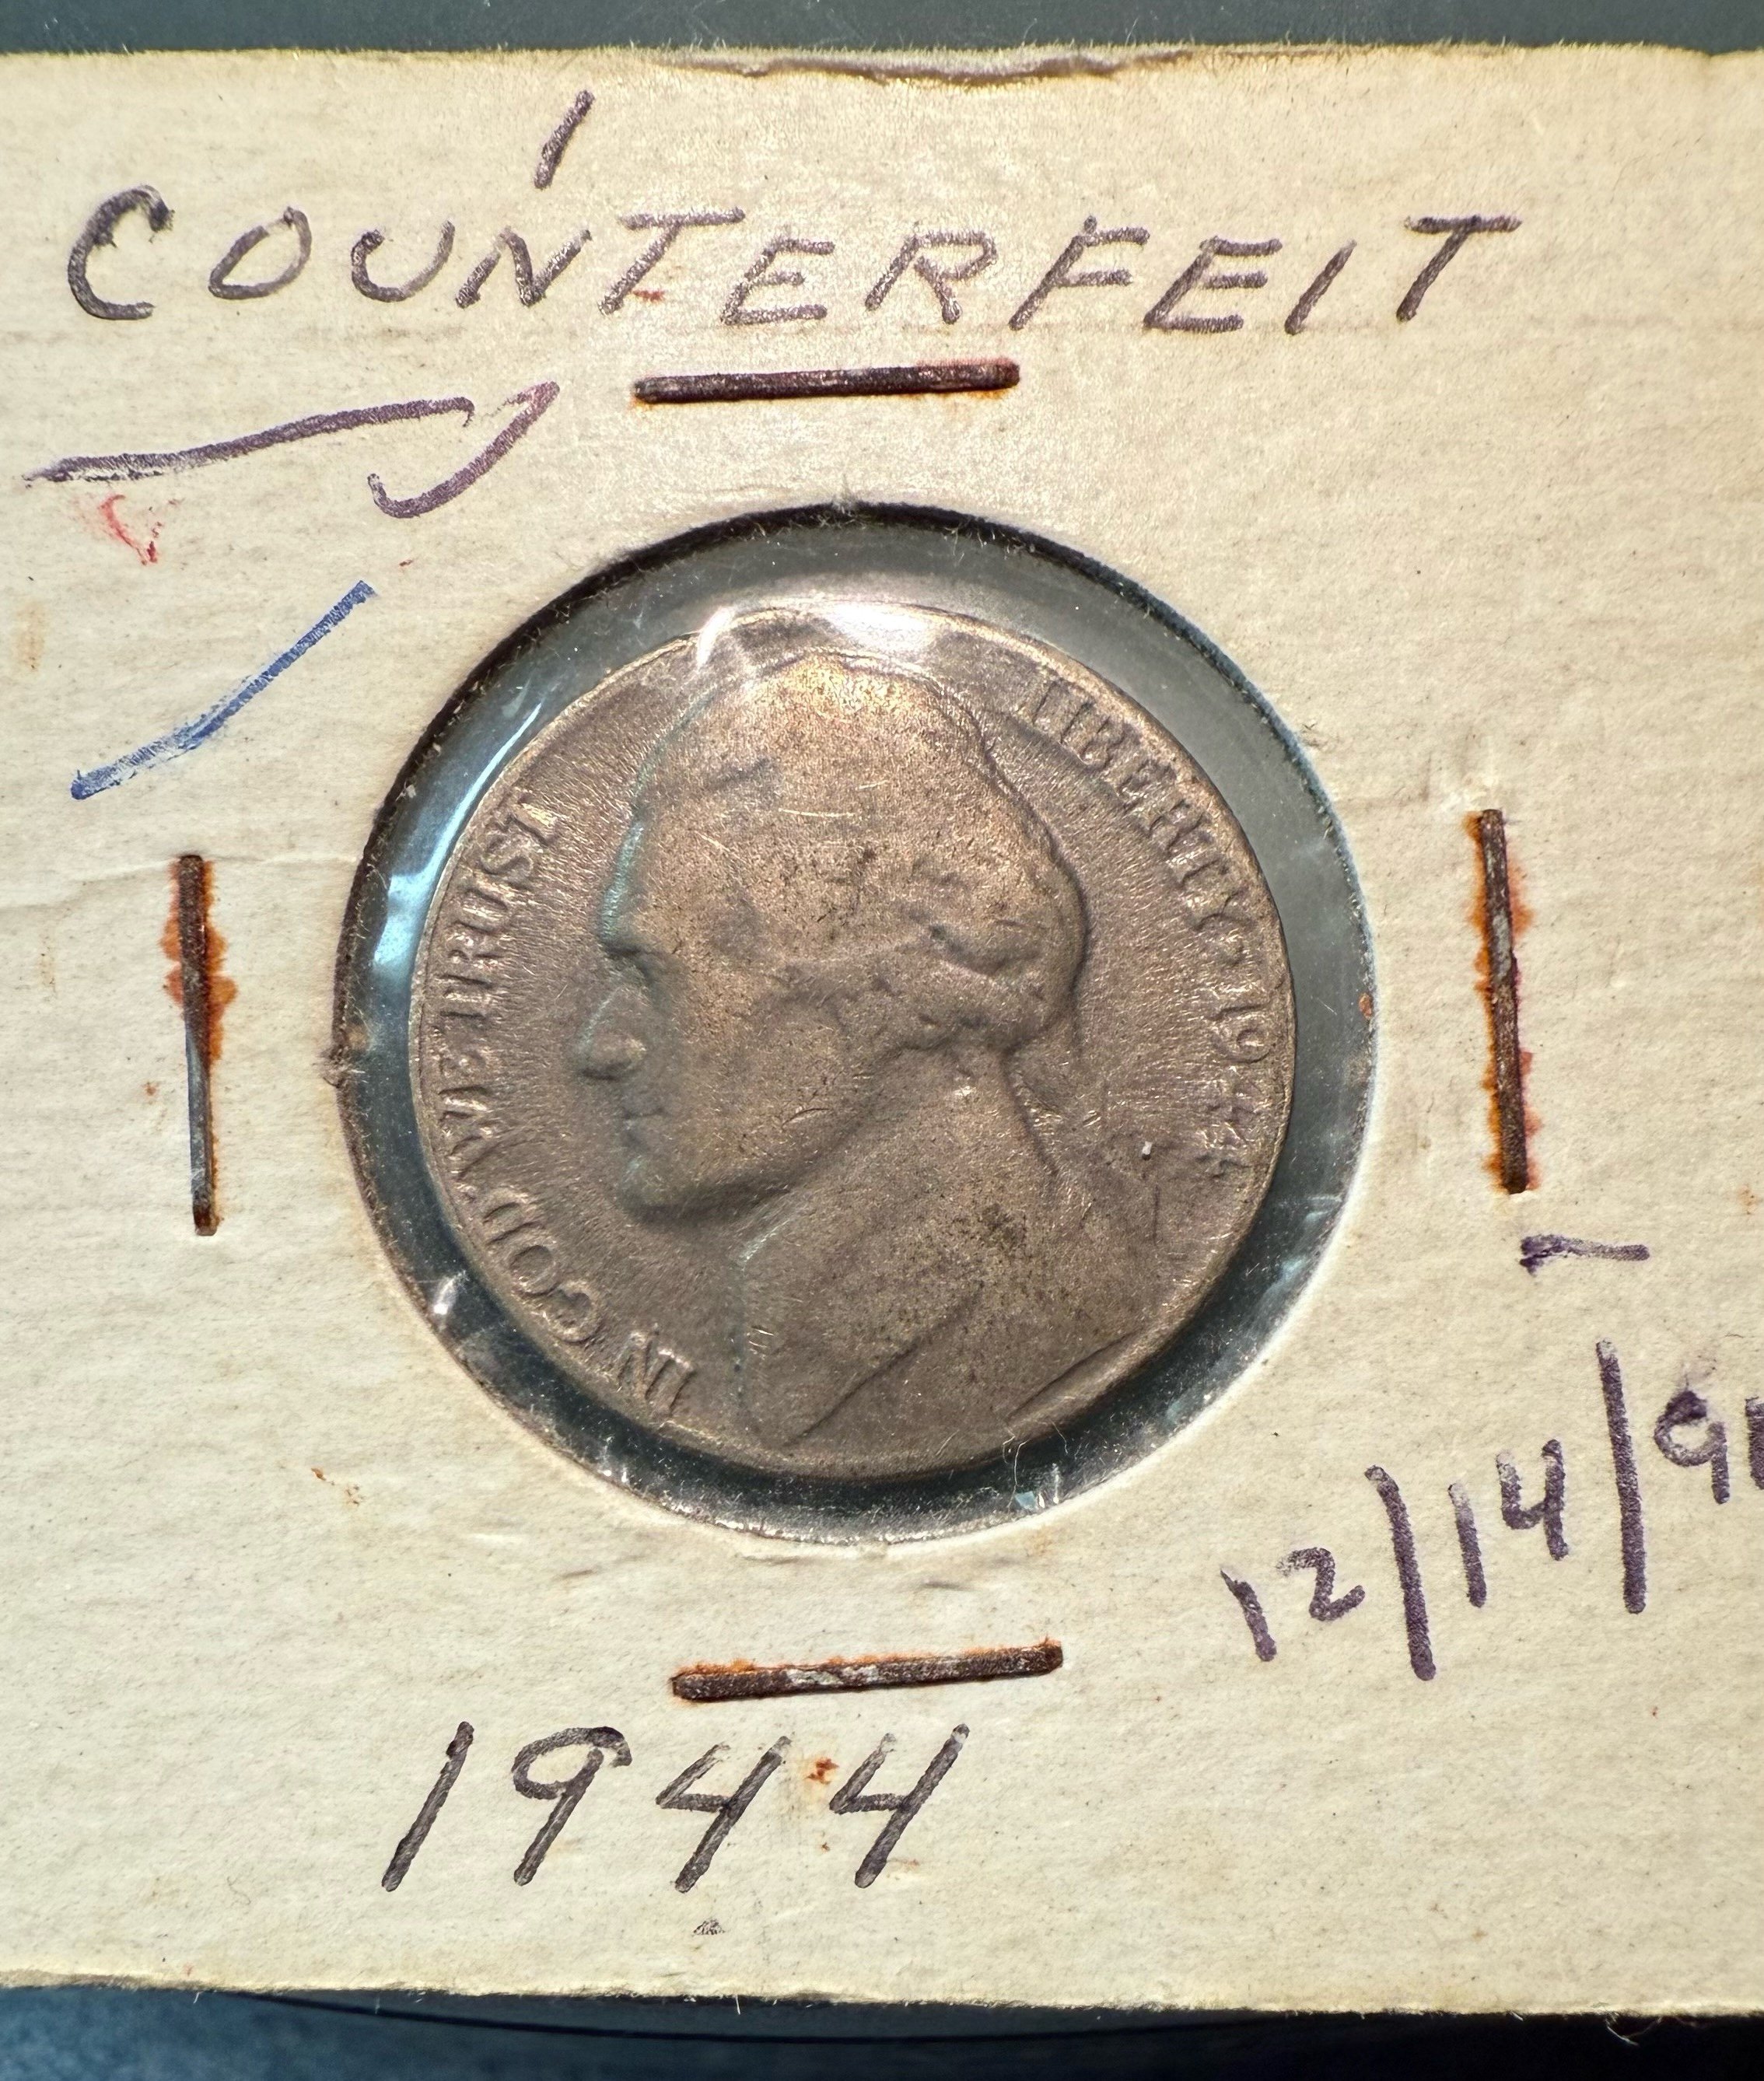 COUNTERFEIT
IN GOD WE TRUST
LIBERTY · 1944
12/14/9
1944